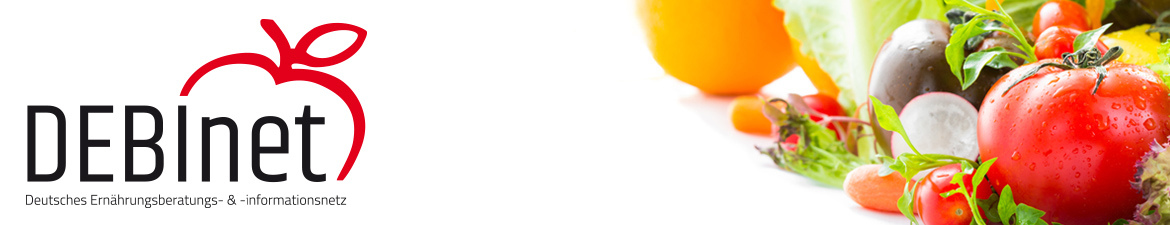 DEBInet
Deutsches Ernährungsberatungs- & -informationsnetz